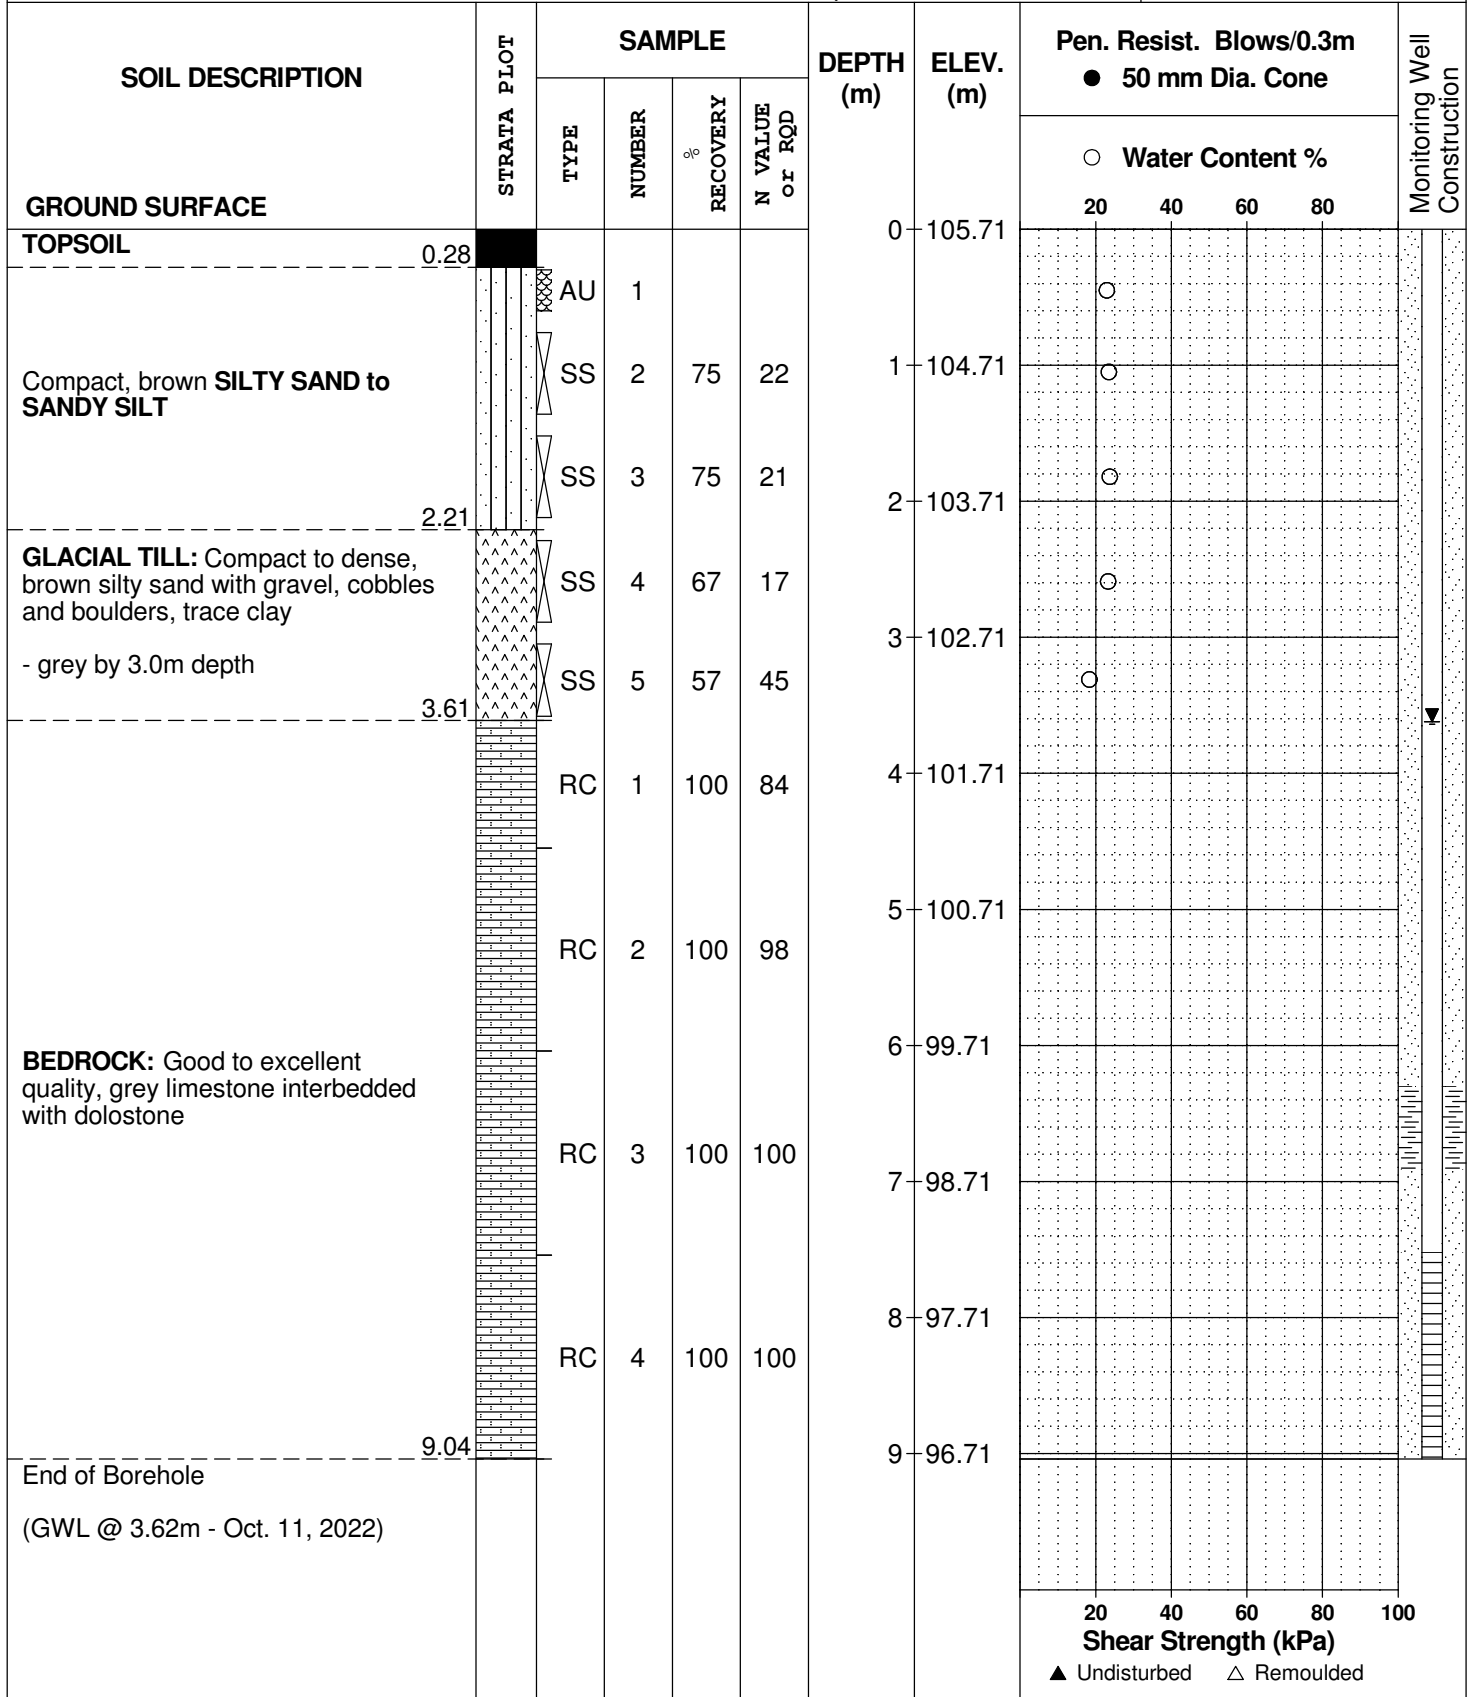 SOIL DESCRIPTION
GROUND SURFACE
STRATA PLOT
SAMPLE
TYPE
NUMBER
% RECOVERY
N VALUE or RQD
DEPTH (m)
ELEV. (m)
Pen. Resist. Blows/0.3m
● 50 mm Dia. Cone
○ Water Content %
20 40 60 80
Monitoring Well Construction
0 105.71
TOPSOIL
0.28
AU 1
1 104.71
Compact, brown SILTY SAND to
SANDY SILT
SS 2 75 22
SS 3 75 21
2 103.71
2.21
GLACIAL TILL: Compact to dense,
brown silty sand with gravel, cobbles
and boulders, trace clay
SS 4 67 17
3 102.71
- grey by 3.0m depth
SS 5 57 45
3.61
4 101.71
RC 1 100 84
5 100.71
RC 2 100 98
6 99.71
BEDROCK: Good to excellent
quality, grey limestone interbedded
with dolostone
RC 3 100 100
7 98.71
8 97.71
RC 4 100 100
9.04
9 96.71
End of Borehole
(GWL @ 3.62m - Oct. 11, 2022)
20 40 60 80 100
Shear Strength (kPa)
▲ Undisturbed △ Remoulded